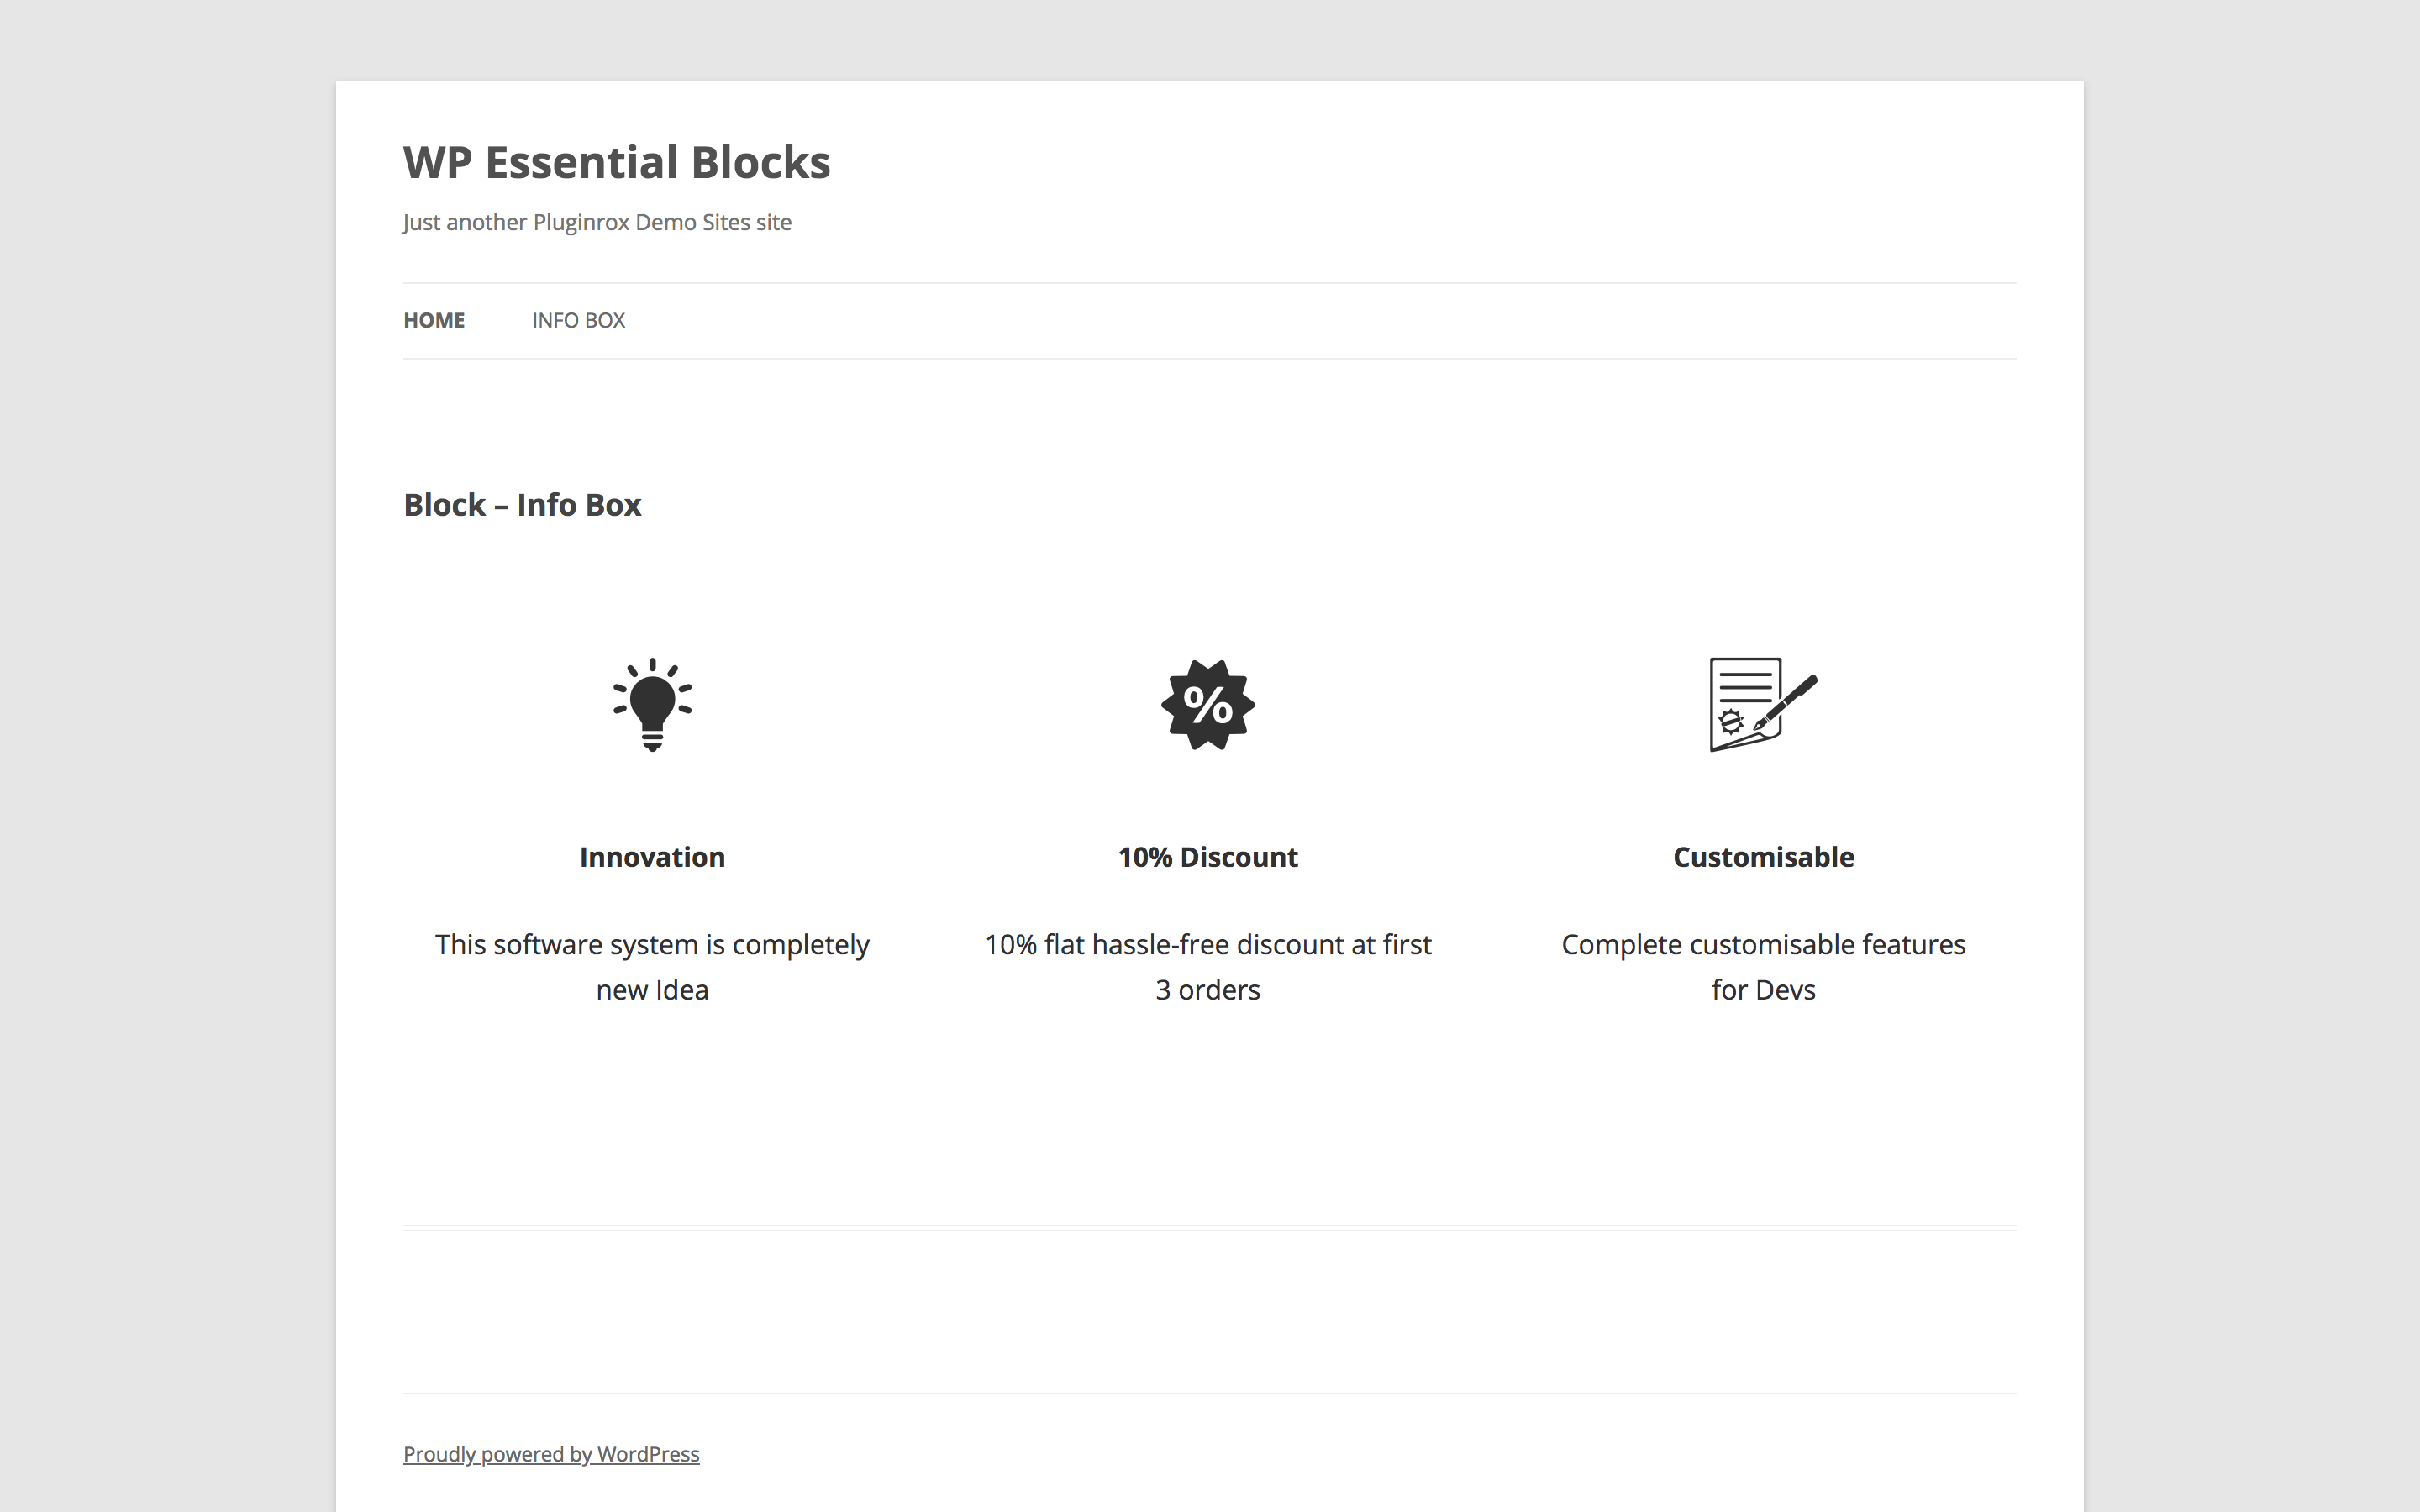 WP Essential Blocks
Just another Pluginrox Demo Sites site
HOME INFO BOX
Block – Info Box
%
Innovation
This software system is completely
new Idea
10% Discount
10% flat hassle-free discount at first
3 orders
Customisable
Complete customisable features
for Devs
Proudly powered by WordPress